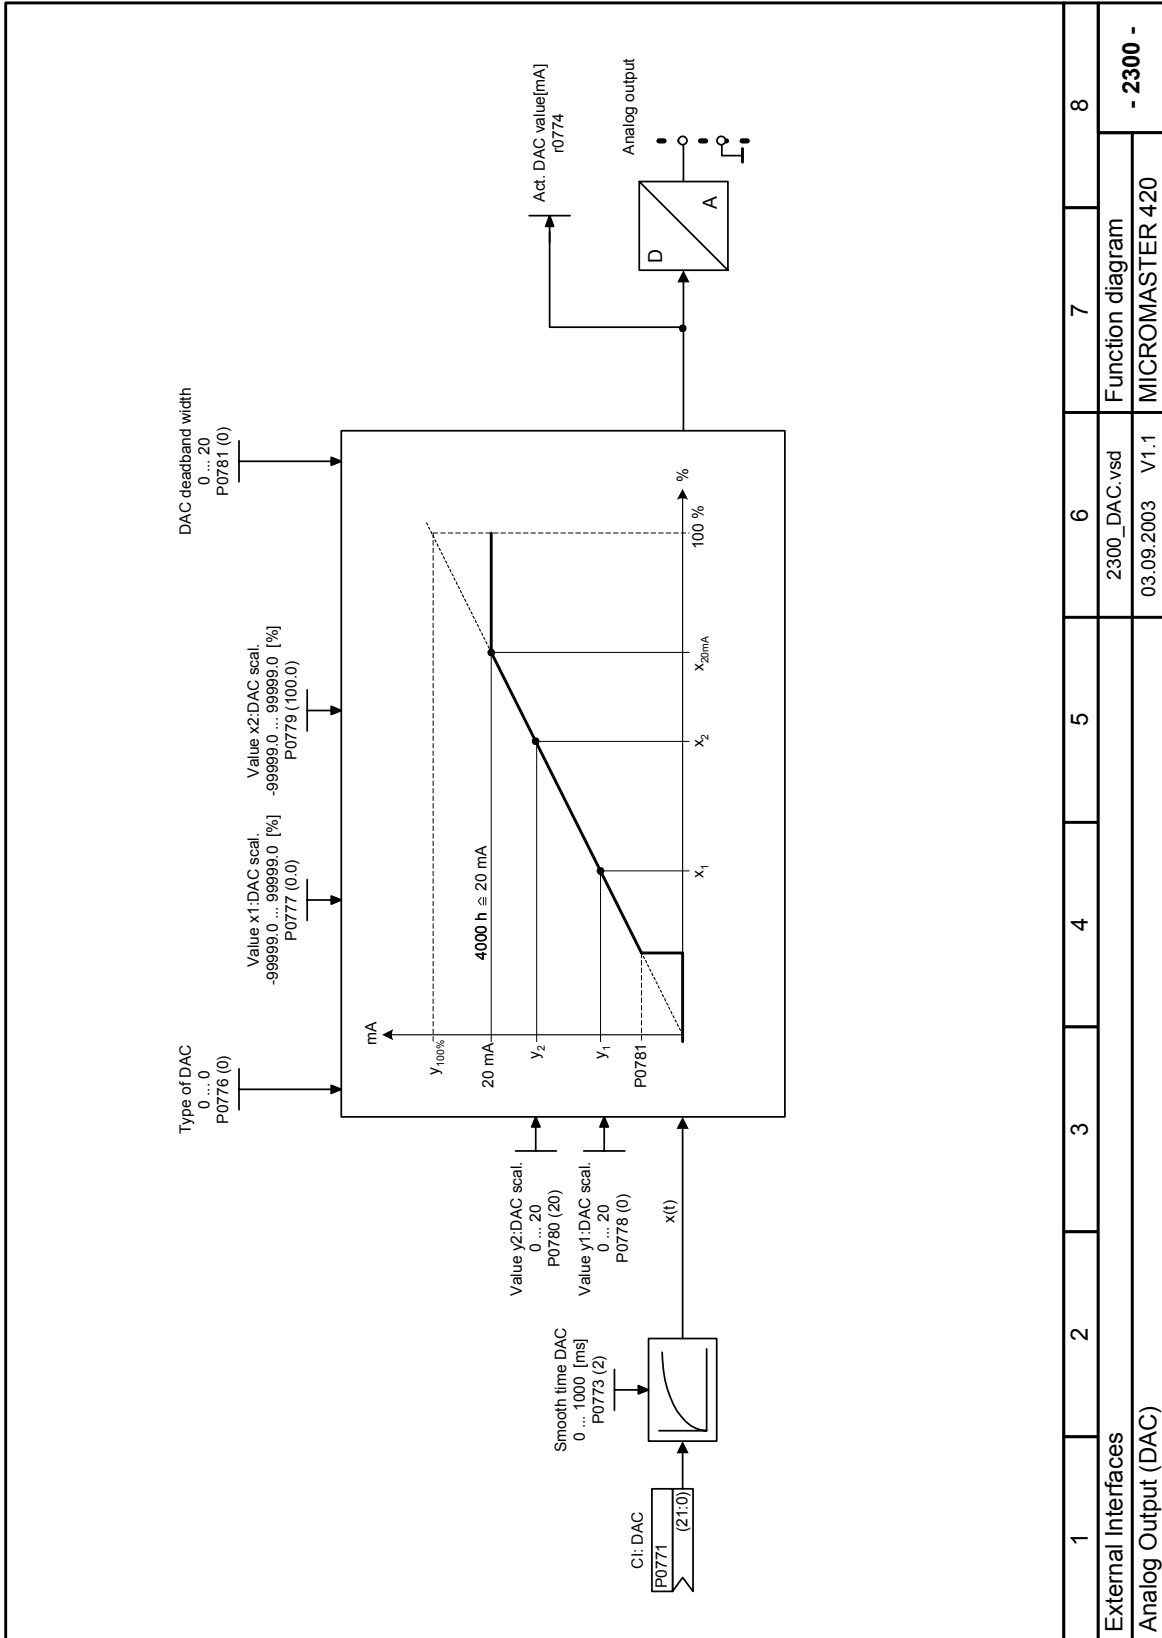 DAC deadband width
0 ... 20
P0781 (0)
Value x2:DAC scal.
-99999.0 ... 99999.0 [%]
P0779 (100.0)
Value x1:DAC scal.
-99999.0 ... 99999.0 [%]
P0777 (0.0)
Type of DAC
0 ... 0
P0776 (0)
mA
y100%
20 mA
4000 h ≙ 20 mA
y2
y1
P0781
x1
x2
x20mA
100 %
%
Value y2:DAC scal.
0 ... 20
P0780 (20)
Value y1:DAC scal.
0 ... 20
P0778 (0)
x(t)
Smooth time DAC
0 ... 1000 [ms]
P0773 (2)
CI: DAC
P0771
(21:0)
Act. DAC value[mA]
r0774
Analog output
D
A
1 2 3 4 5 6 7 8
External Interfaces 2300_DAC.vsd Function diagram - 2300 -
Analog Output (DAC) 03.09.2003 V1.1 MICROMASTER 420